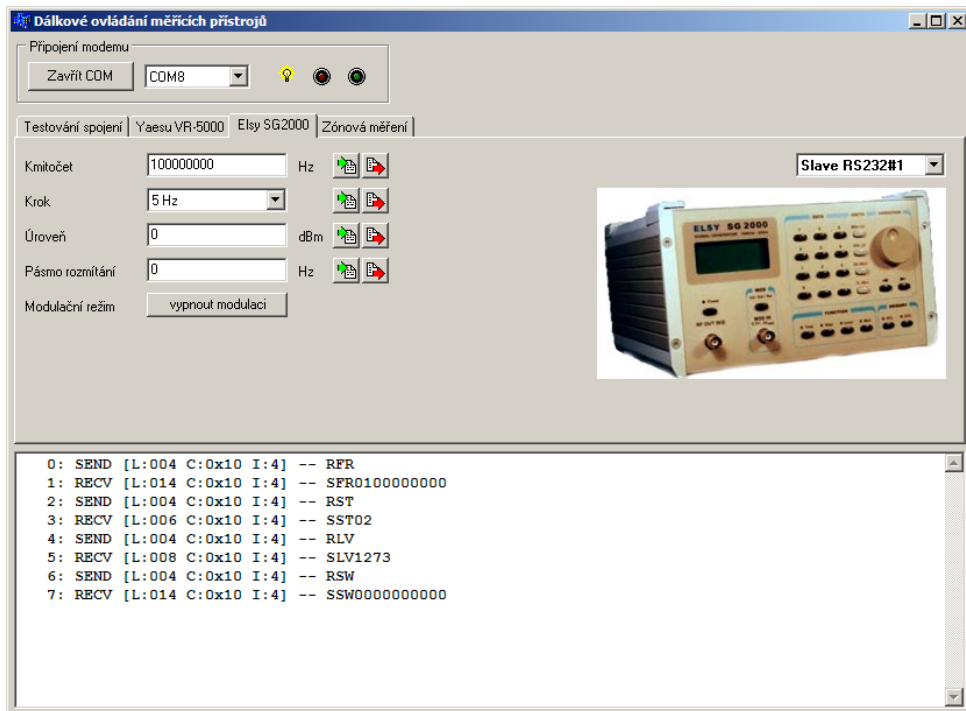 Dálkové ovládání měřících přístrojů
Připojení modemu
Zavřít COM COM8
Testování spojení Yaesu VR-5000 Elsy SG2000 Zónová měření
Kmitočet 100000000 Hz
Slave RS232#1
Krok 5 Hz
Úroveň 0 dBm
Pásmo rozmítání 0 Hz
Modulační režim vypnout modulaci
ELSY SG 2000
0: SEND [L:004 C:0x10 I:4] -- RFR
1: RECV [L:014 C:0x10 I:4] -- SFR0100000000
2: SEND [L:004 C:0x10 I:4] -- RST
3: RECV [L:006 C:0x10 I:4] -- SST02
4: SEND [L:004 C:0x10 I:4] -- RLV
5: RECV [L:008 C:0x10 I:4] -- SLV1273
6: SEND [L:004 C:0x10 I:4] -- RSW
7: RECV [L:014 C:0x10 I:4] -- SSW0000000000